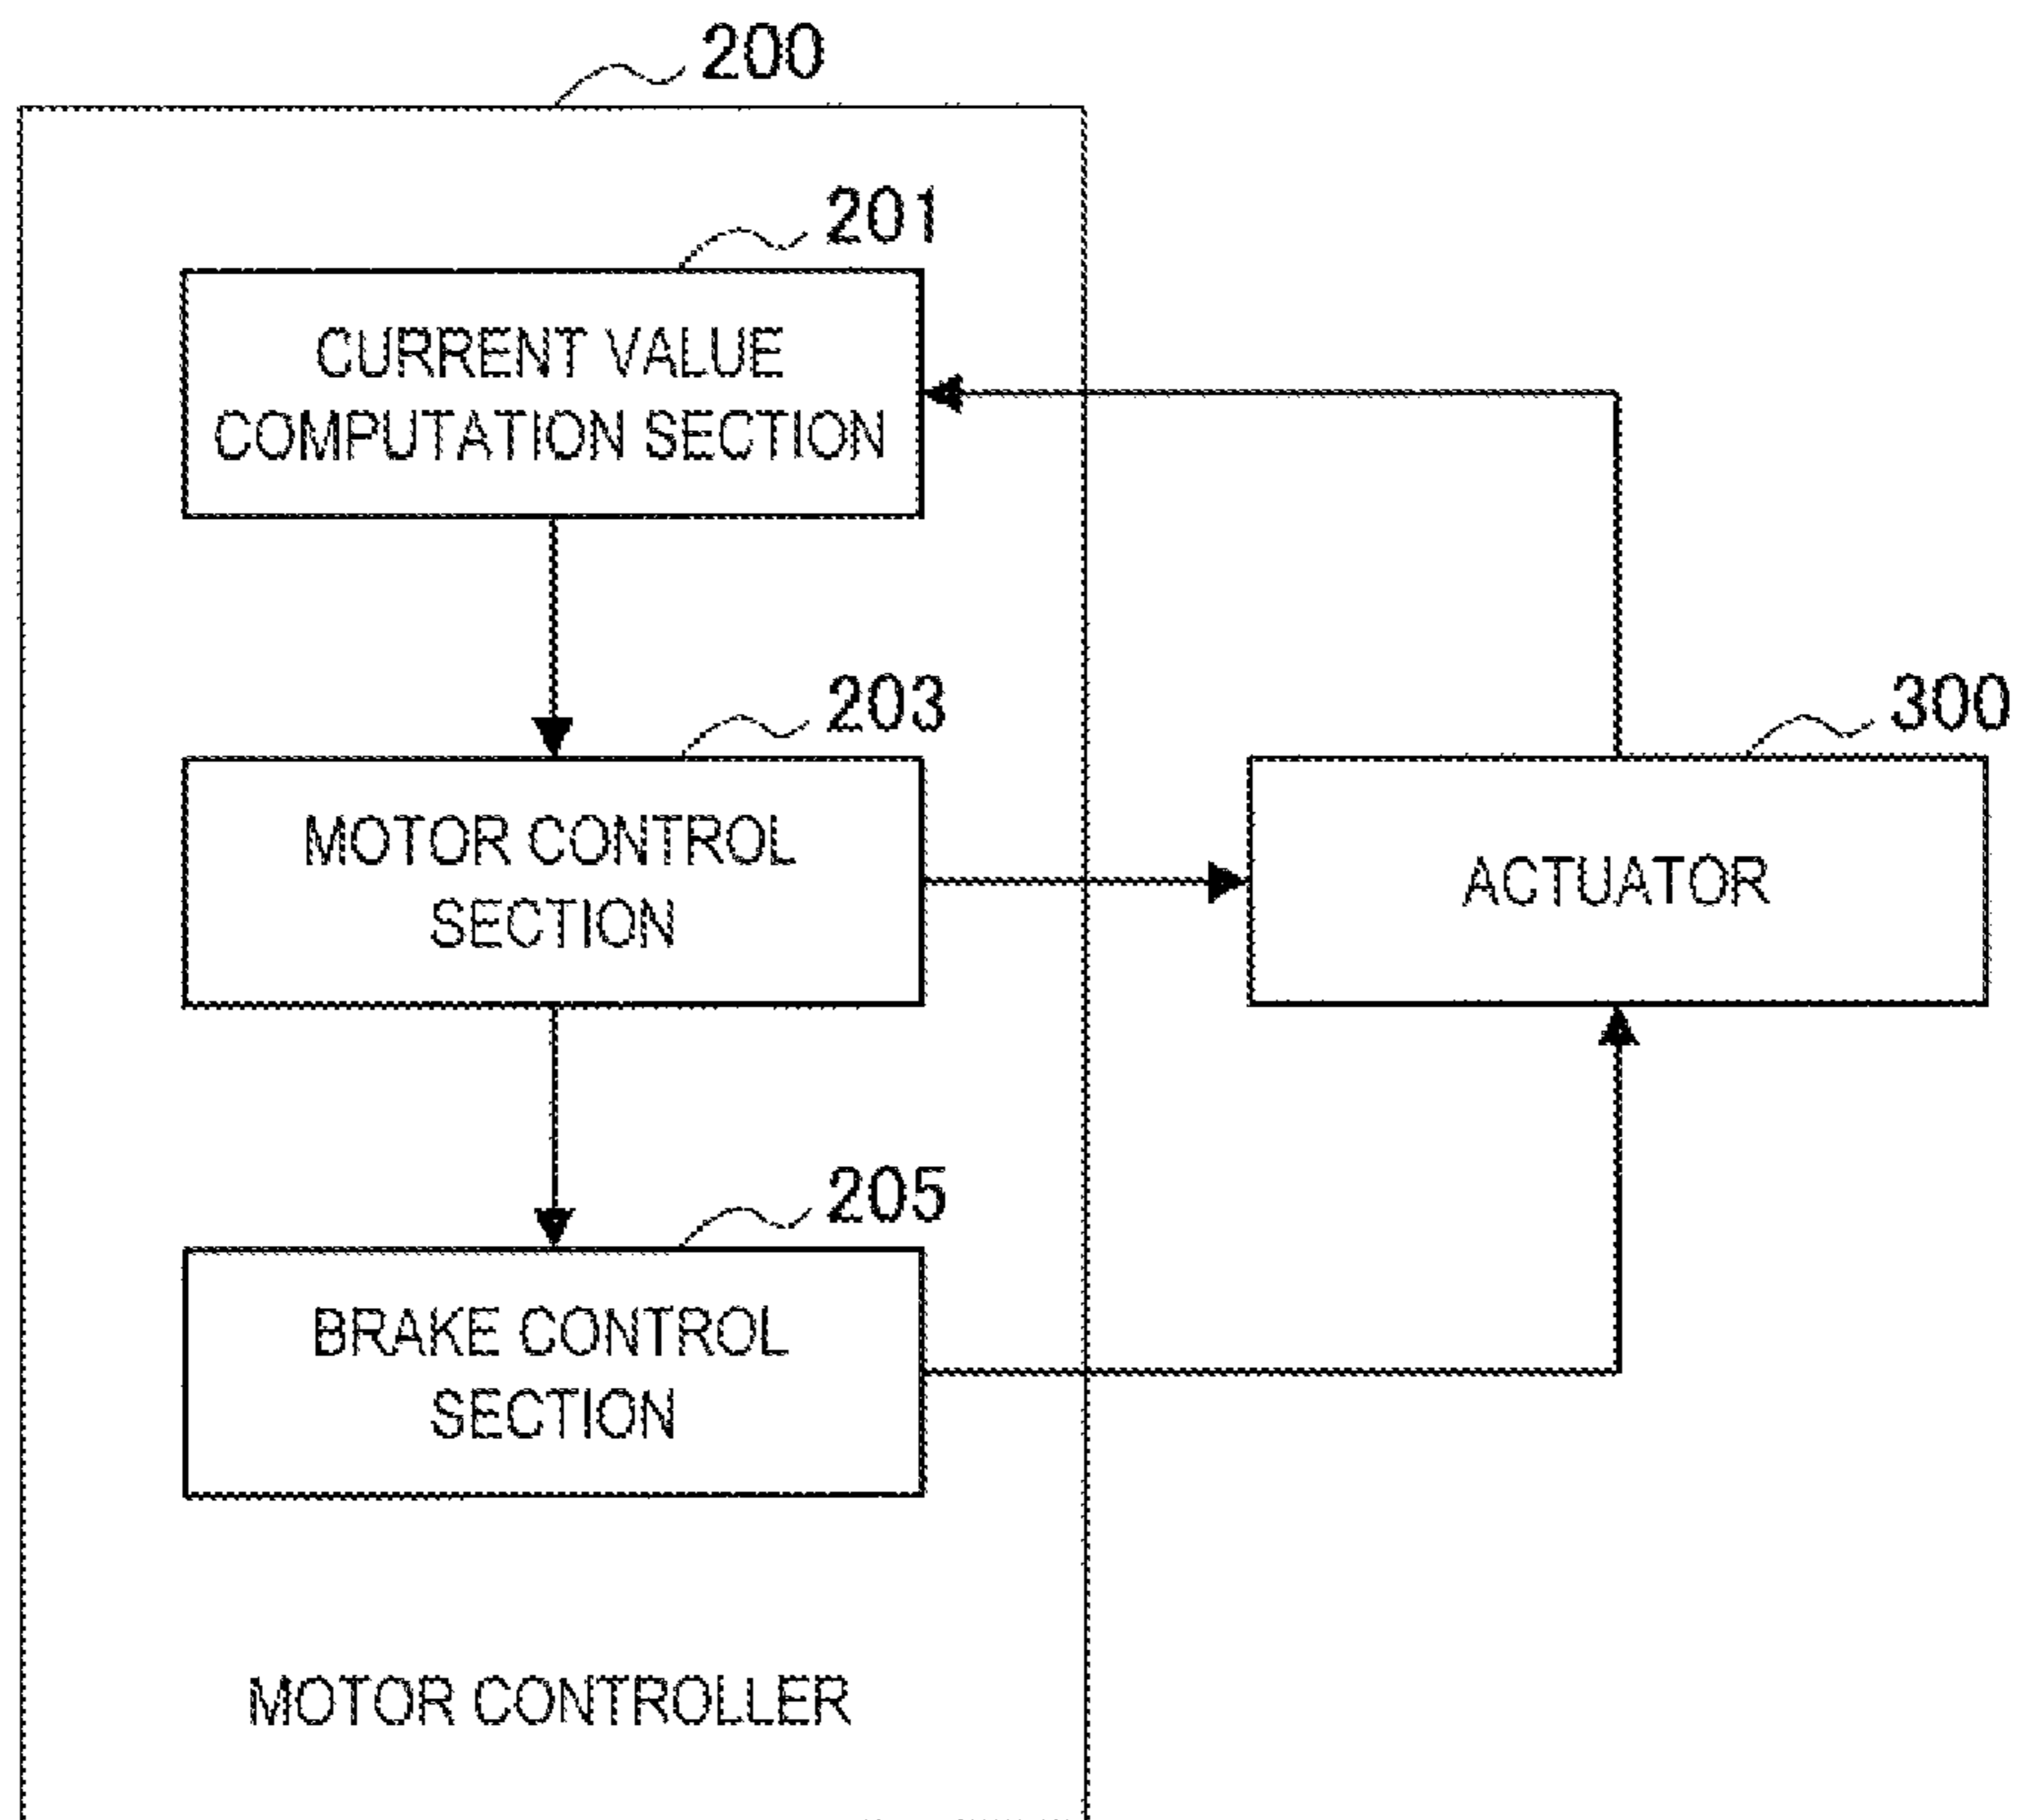 200
201
CURRENT VALUE
COMPUTATION SECTION
203
300
MOTOR CONTROL
SECTION
ACTUATOR
205
BRAKE CONTROL
SECTION
MOTOR CONTROLLER